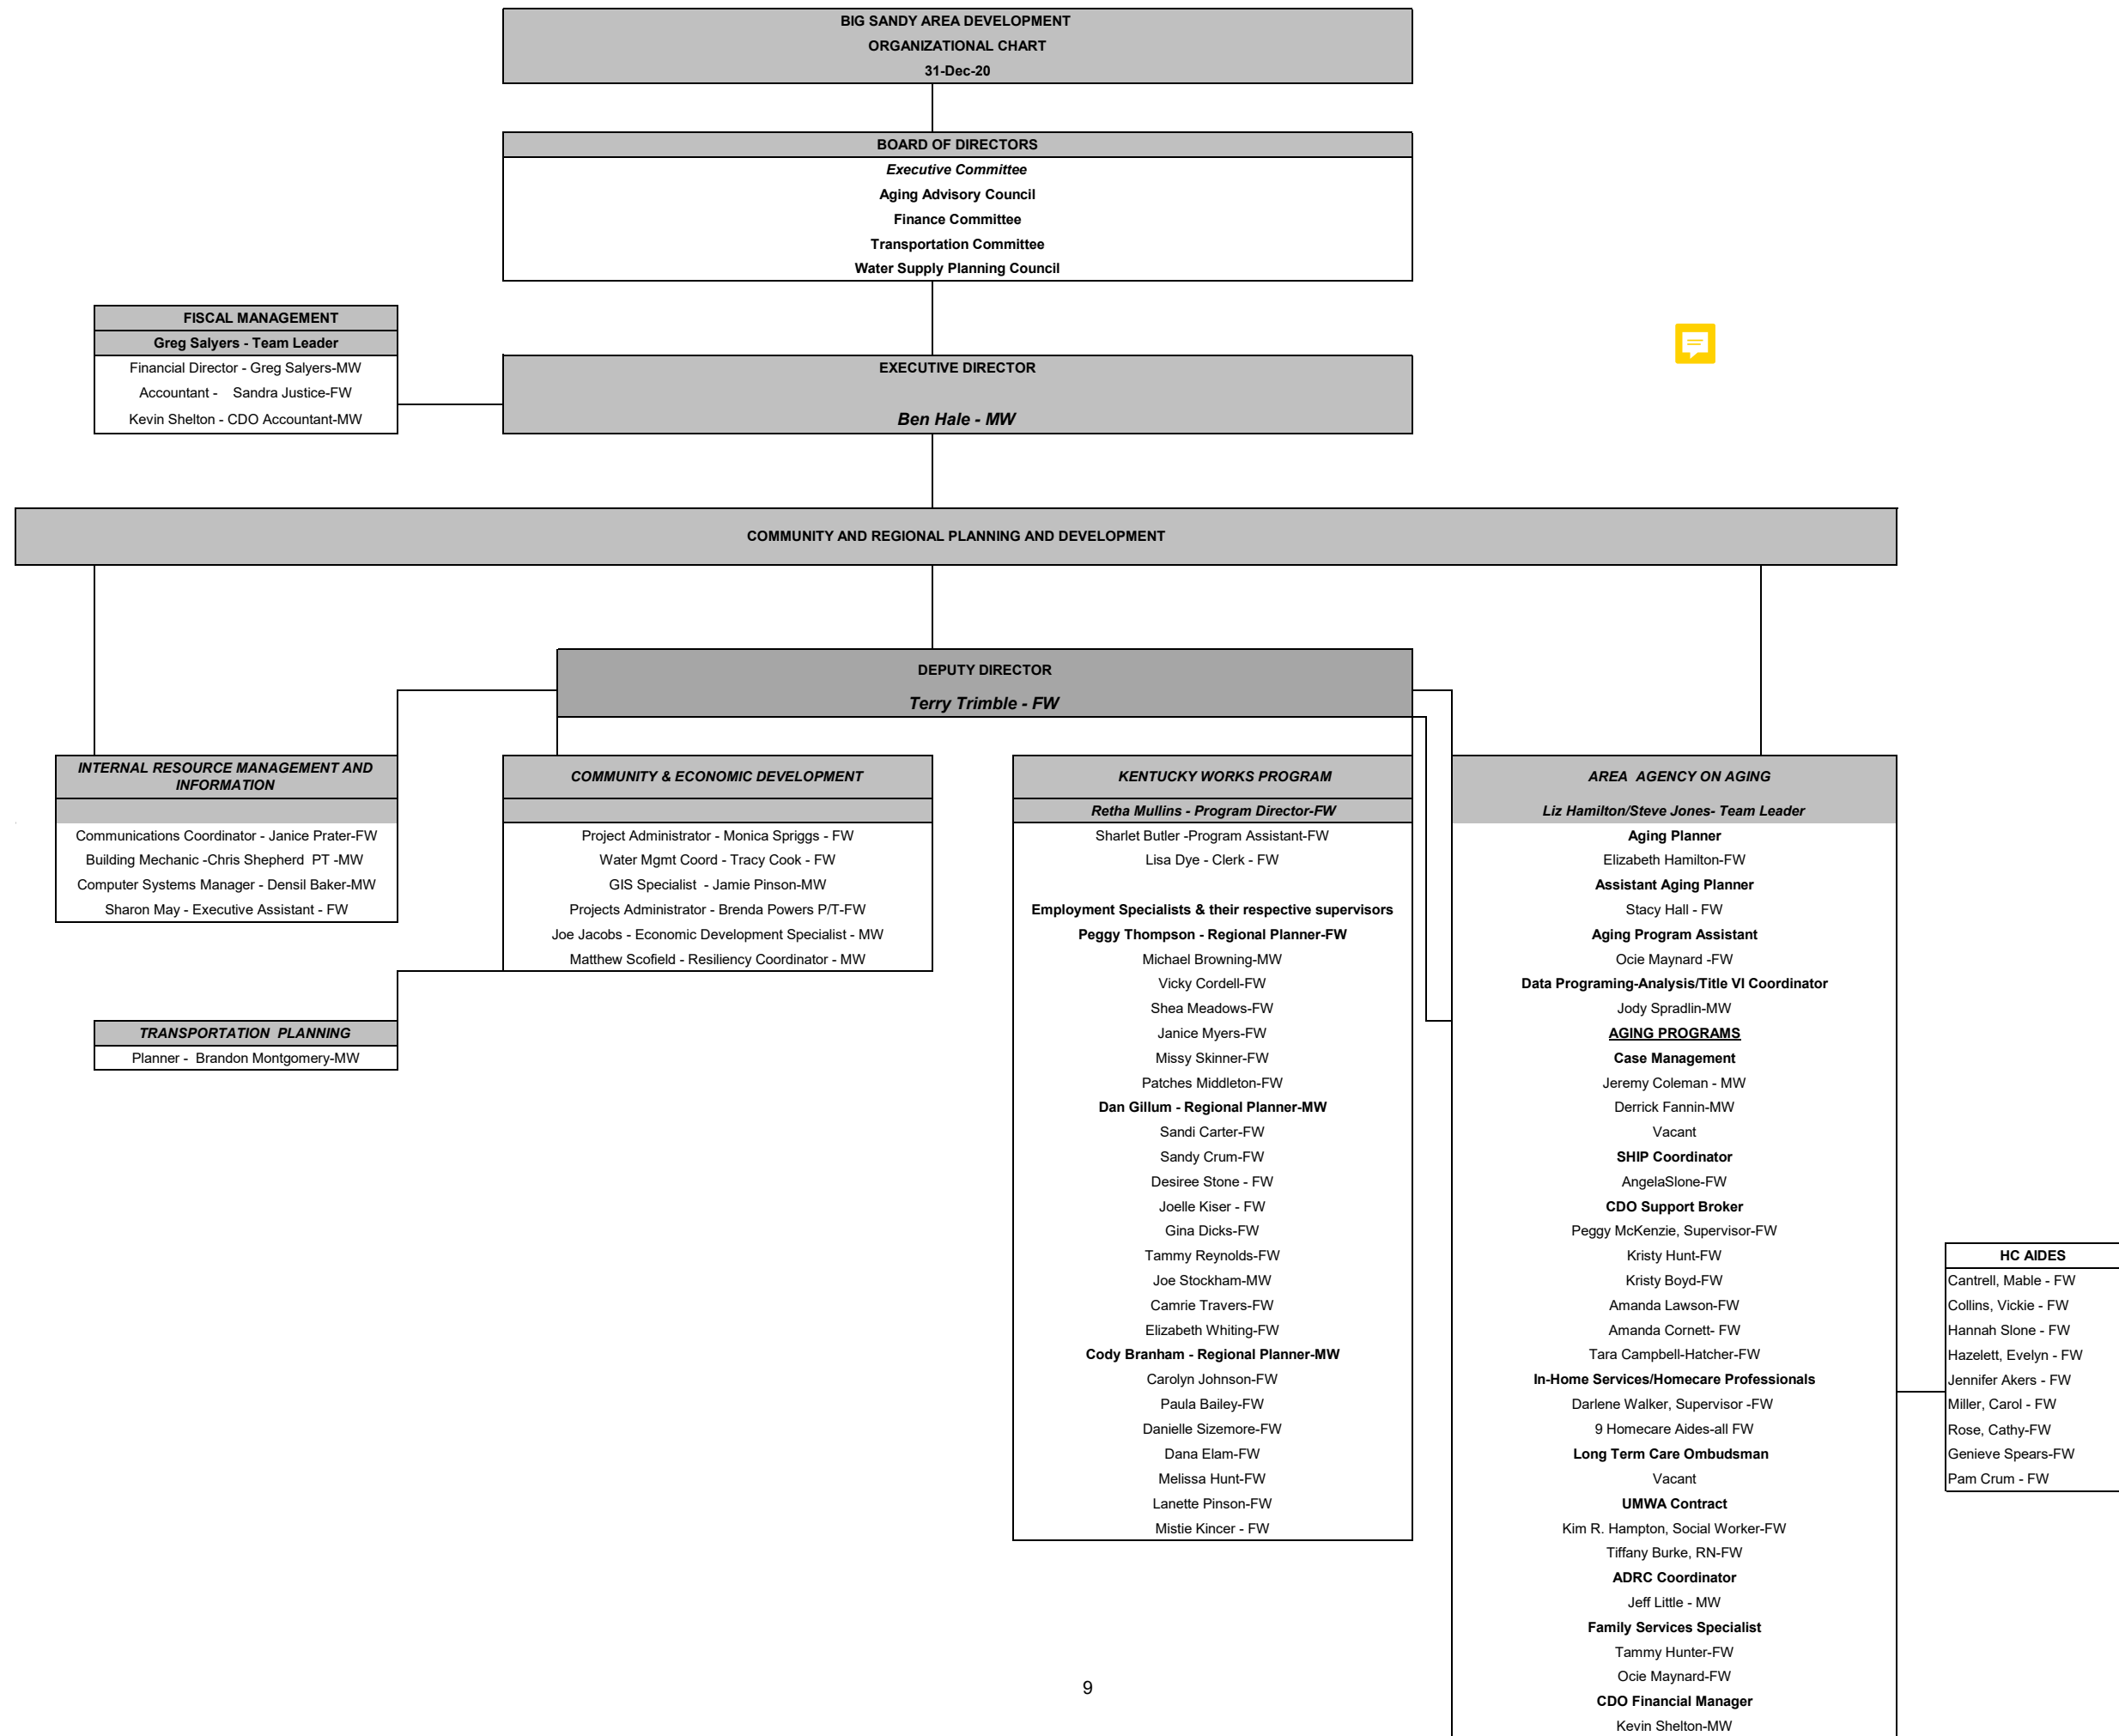 BIG SANDY AREA DEVELOPMENT
ORGANIZATIONAL CHART
31-Dec-20
BOARD OF DIRECTORS
Executive Committee
Aging Advisory Council
Finance Committee
Transportation Committee
Water Supply Planning Council
FISCAL MANAGEMENT
Greg Salyers - Team Leader
Financial Director - Greg Salyers-MW
Accountant - Sandra Justice-FW
Kevin Shelton - CDO Accountant-MW
EXECUTIVE DIRECTOR
Ben Hale - MW
COMMUNITY AND REGIONAL PLANNING AND DEVELOPMENT
DEPUTY DIRECTOR
Terry Trimble - FW
INTERNAL RESOURCE MANAGEMENT AND
INFORMATION
Communications Coordinator - Janice Prater-FW
Building Mechanic -Chris Shepherd PT -MW
Computer Systems Manager - Densil Baker-MW
Sharon May - Executive Assistant - FW
TRANSPORTATION PLANNING
Planner - Brandon Montgomery-MW
COMMUNITY & ECONOMIC DEVELOPMENT
Project Administrator - Monica Spriggs - FW
Water Mgmt Coord - Tracy Cook - FW
GIS Specialist - Jamie Pinson-MW
Projects Administrator - Brenda Powers P/T-FW
Joe Jacobs - Economic Development Specialist - MW
Matthew Scofield - Resiliency Coordinator - MW
KENTUCKY WORKS PROGRAM
Retha Mullins - Program Director-FW
Sharlet Butler -Program Assistant-FW
Lisa Dye - Clerk - FW
Employment Specialists & their respective supervisors
Peggy Thompson - Regional Planner-FW
Michael Browning-MW
Vicky Cordell-FW
Shea Meadows-FW
Janice Myers-FW
Missy Skinner-FW
Patches Middleton-FW
Dan Gillum - Regional Planner-MW
Sandi Carter-FW
Sandy Crum-FW
Desiree Stone - FW
Joelle Kiser - FW
Gina Dicks-FW
Tammy Reynolds-FW
Joe Stockham-MW
Camrie Travers-FW
Elizabeth Whiting-FW
Cody Branham - Regional Planner-MW
Carolyn Johnson-FW
Paula Bailey-FW
Danielle Sizemore-FW
Dana Elam-FW
Melissa Hunt-FW
Lanette Pinson-FW
Mistie Kincer - FW
AREA AGENCY ON AGING
Liz Hamilton/Steve Jones- Team Leader
Aging Planner
Elizabeth Hamilton-FW
Assistant Aging Planner
Stacy Hall - FW
Aging Program Assistant
Ocie Maynard -FW
Data Programing-Analysis/Title VI Coordinator
Jody Spradlin-MW
AGING PROGRAMS
Case Management
Jeremy Coleman - MW
Derrick Fannin-MW
Vacant
SHIP Coordinator
AngelaSlone-FW
CDO Support Broker
Peggy McKenzie, Supervisor-FW
Kristy Hunt-FW
Kristy Boyd-FW
Amanda Lawson-FW
Amanda Cornett- FW
Tara Campbell-Hatcher-FW
In-Home Services/Homecare Professionals
Darlene Walker, Supervisor -FW
9 Homecare Aides-all FW
Long Term Care Ombudsman
Vacant
UMWA Contract
Kim R. Hampton, Social Worker-FW
Tiffany Burke, RN-FW
ADRC Coordinator
Jeff Little - MW
Family Services Specialist
Tammy Hunter-FW
Ocie Maynard-FW
CDO Financial Manager
Kevin Shelton-MW
HC AIDES
Cantrell, Mable - FW
Collins, Vickie - FW
Hannah Slone - FW
Hazelett, Evelyn - FW
Jennifer Akers - FW
Miller, Carol - FW
Rose, Cathy-FW
Genieve Spears-FW
Pam Crum - FW
9